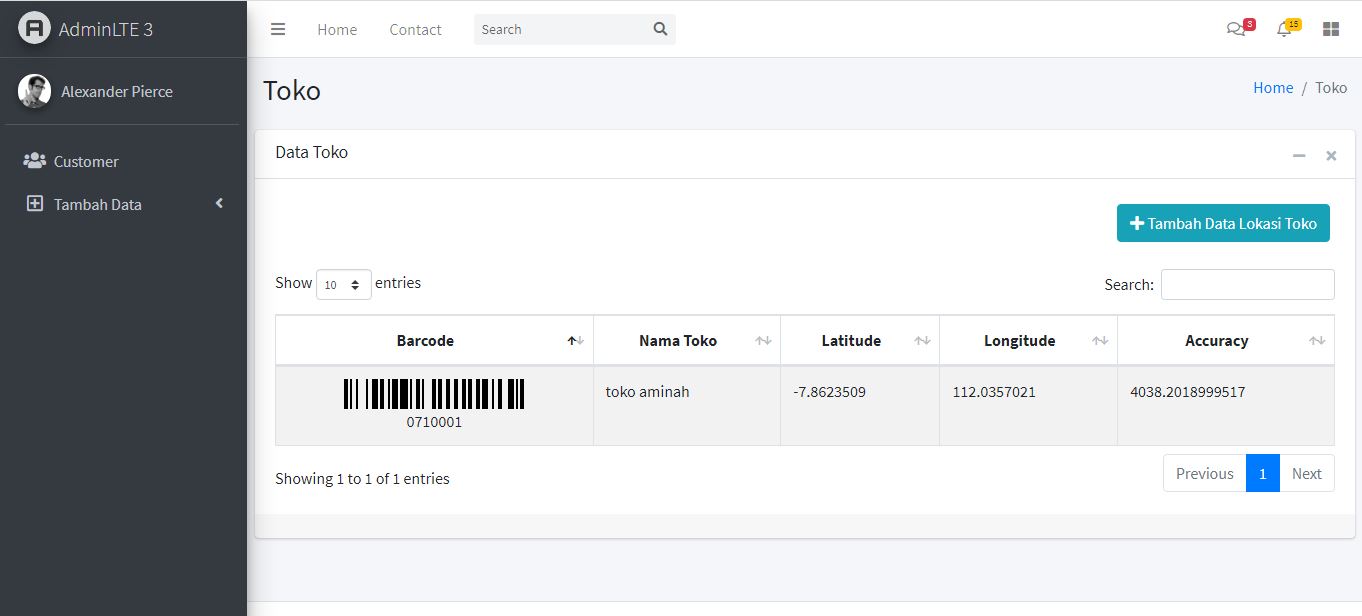 AdminLTE 3
Home Contact Search 3 15
Alexander Pierce
Toko
Home / Toko
Customer
Tambah Data
Data Toko
Tambah Data Lokasi Toko
Show 10 entries
Search:
Barcode Nama Toko Latitude Longitude Accuracy
toko aminah -7.8623509 112.0357021 4038.2018999517
0710001
Showing 1 to 1 of 1 entries
Previous 1 Next